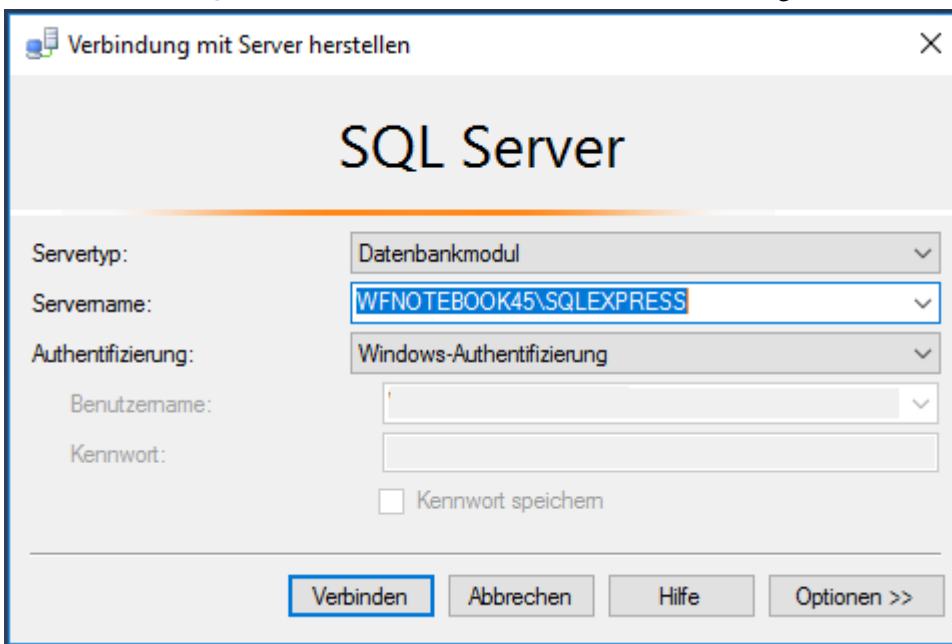 Verbindung mit Server herstellen
SQL Server
Servertyp: Datenbankmodul
Servername: WFNOTEBOOK45\SQLEXPRESS
Authentifizierung: Windows-Authentifizierung
Benutzername:
Kennwort:
Kennwort speichern
Verbinden Abbrechen Hilfe Optionen >>